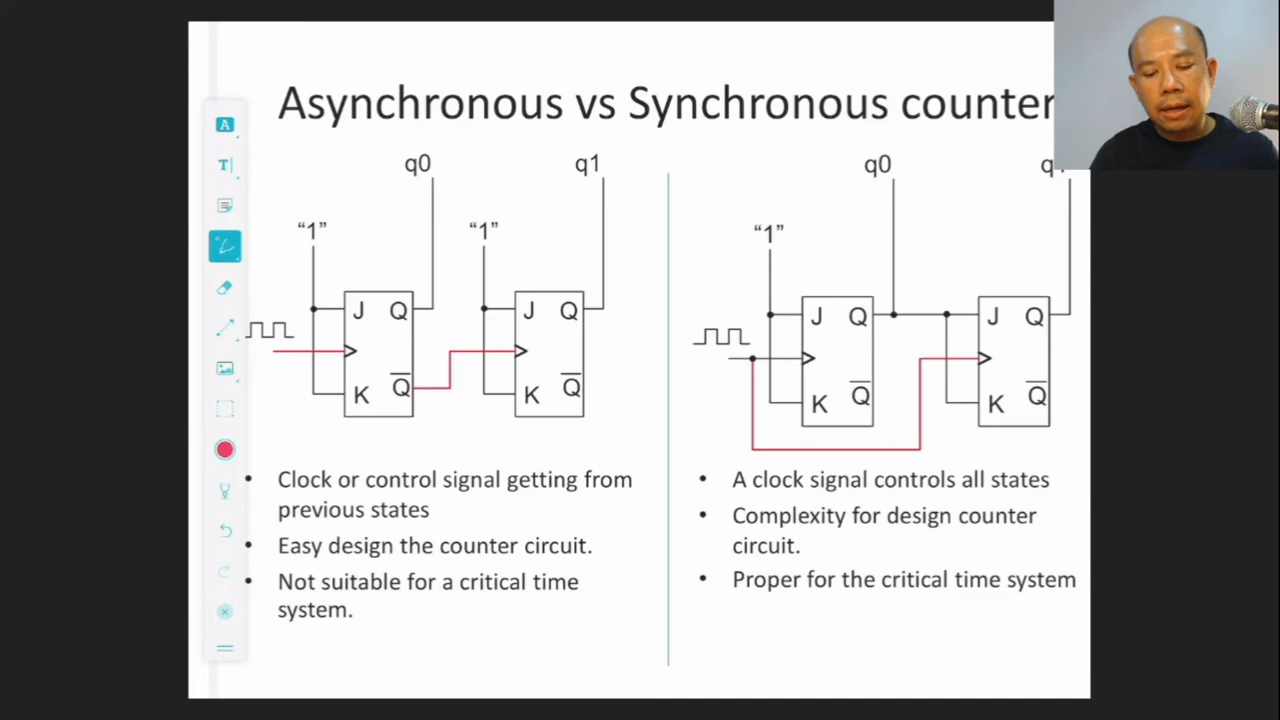 Asynchronous vs Synchronous counter
q0
q1
"1"
"1"
J Q
J Q
K Q
K Q
q0
"1"
J Q
J Q
K Q
K Q
• Clock or control signal getting from
previous states
• Easy design the counter circuit.
• Not suitable for a critical time
system.
• A clock signal controls all states
• Complexity for design counter
circuit.
• Proper for the critical time system
A
T